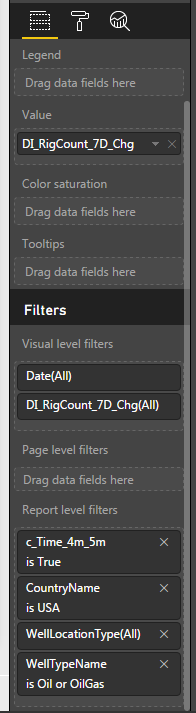 Legend
Drag data fields here
Value
DI_RigCount_7D_Chg
Color saturation
Drag data fields here
Tooltips
Drag data fields here
Filters
Visual level filters
Date(All)
DI_RigCount_7D_Chg(All)
Page level filters
Drag data fields here
Report level filters
c_Time_4m_5m
is True
CountryName
is USA
WellLocationType(All)
WellTypeName
is Oil or OilGas